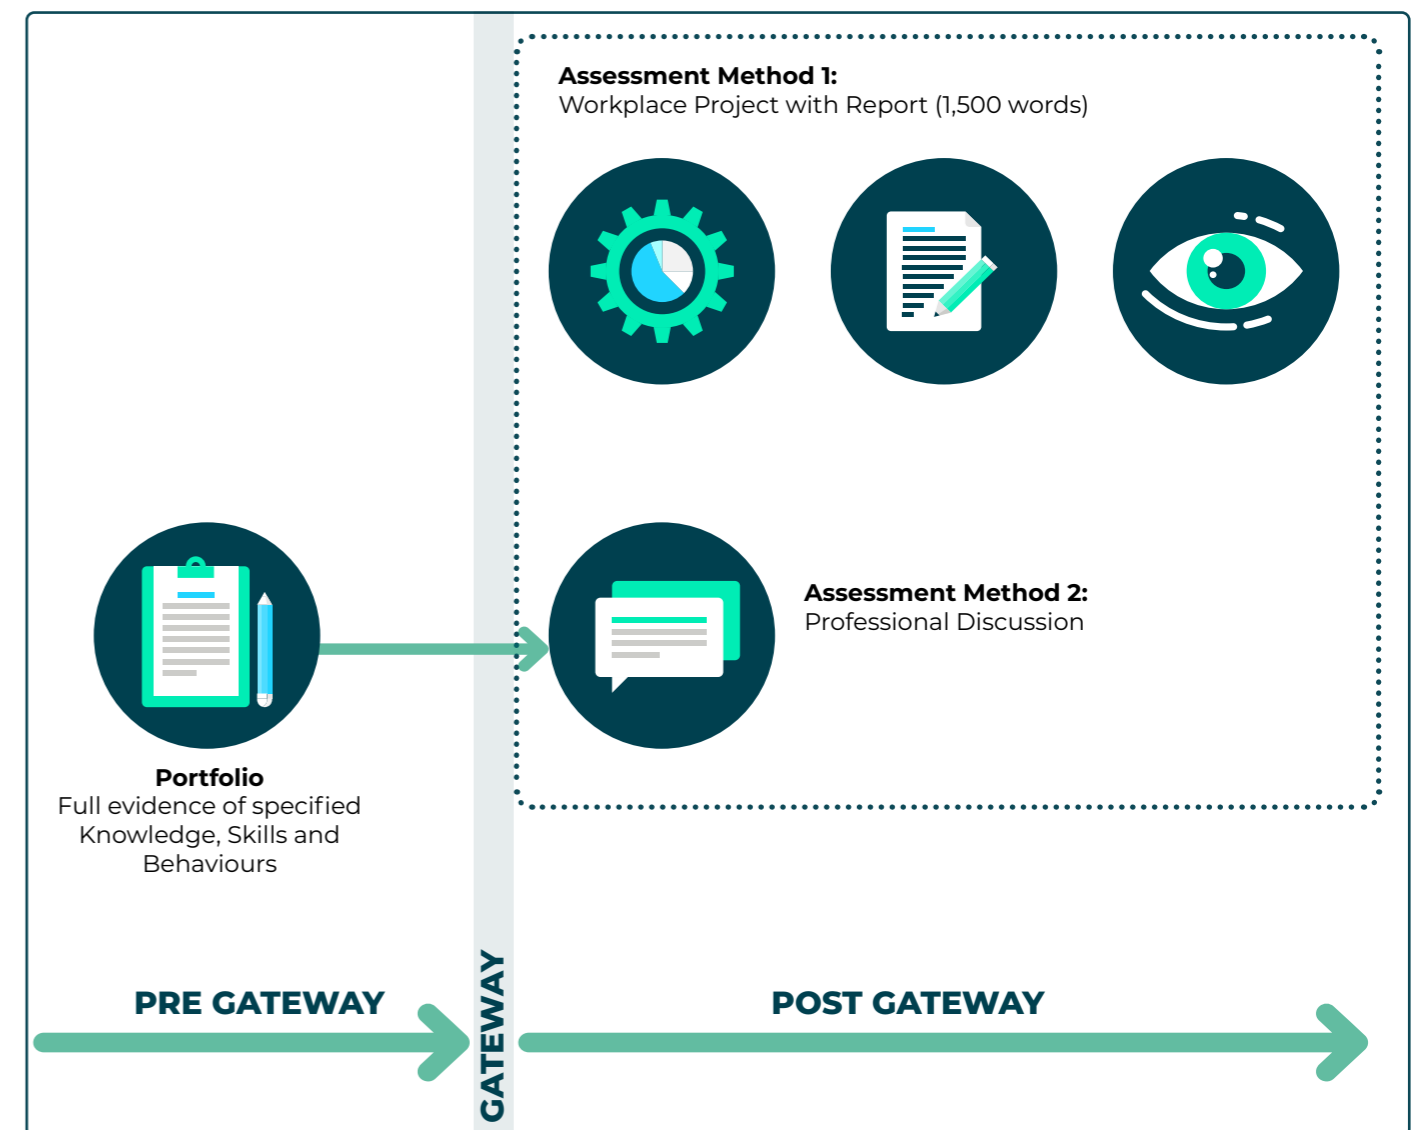 Assessment Method 1:
Workplace Project with Report (1,500 words)
Assessment Method 2:
Professional Discussion
Portfolio
Full evidence of specified
Knowledge, Skills and
Behaviours
PRE GATEWAY
GATEWAY
POST GATEWAY